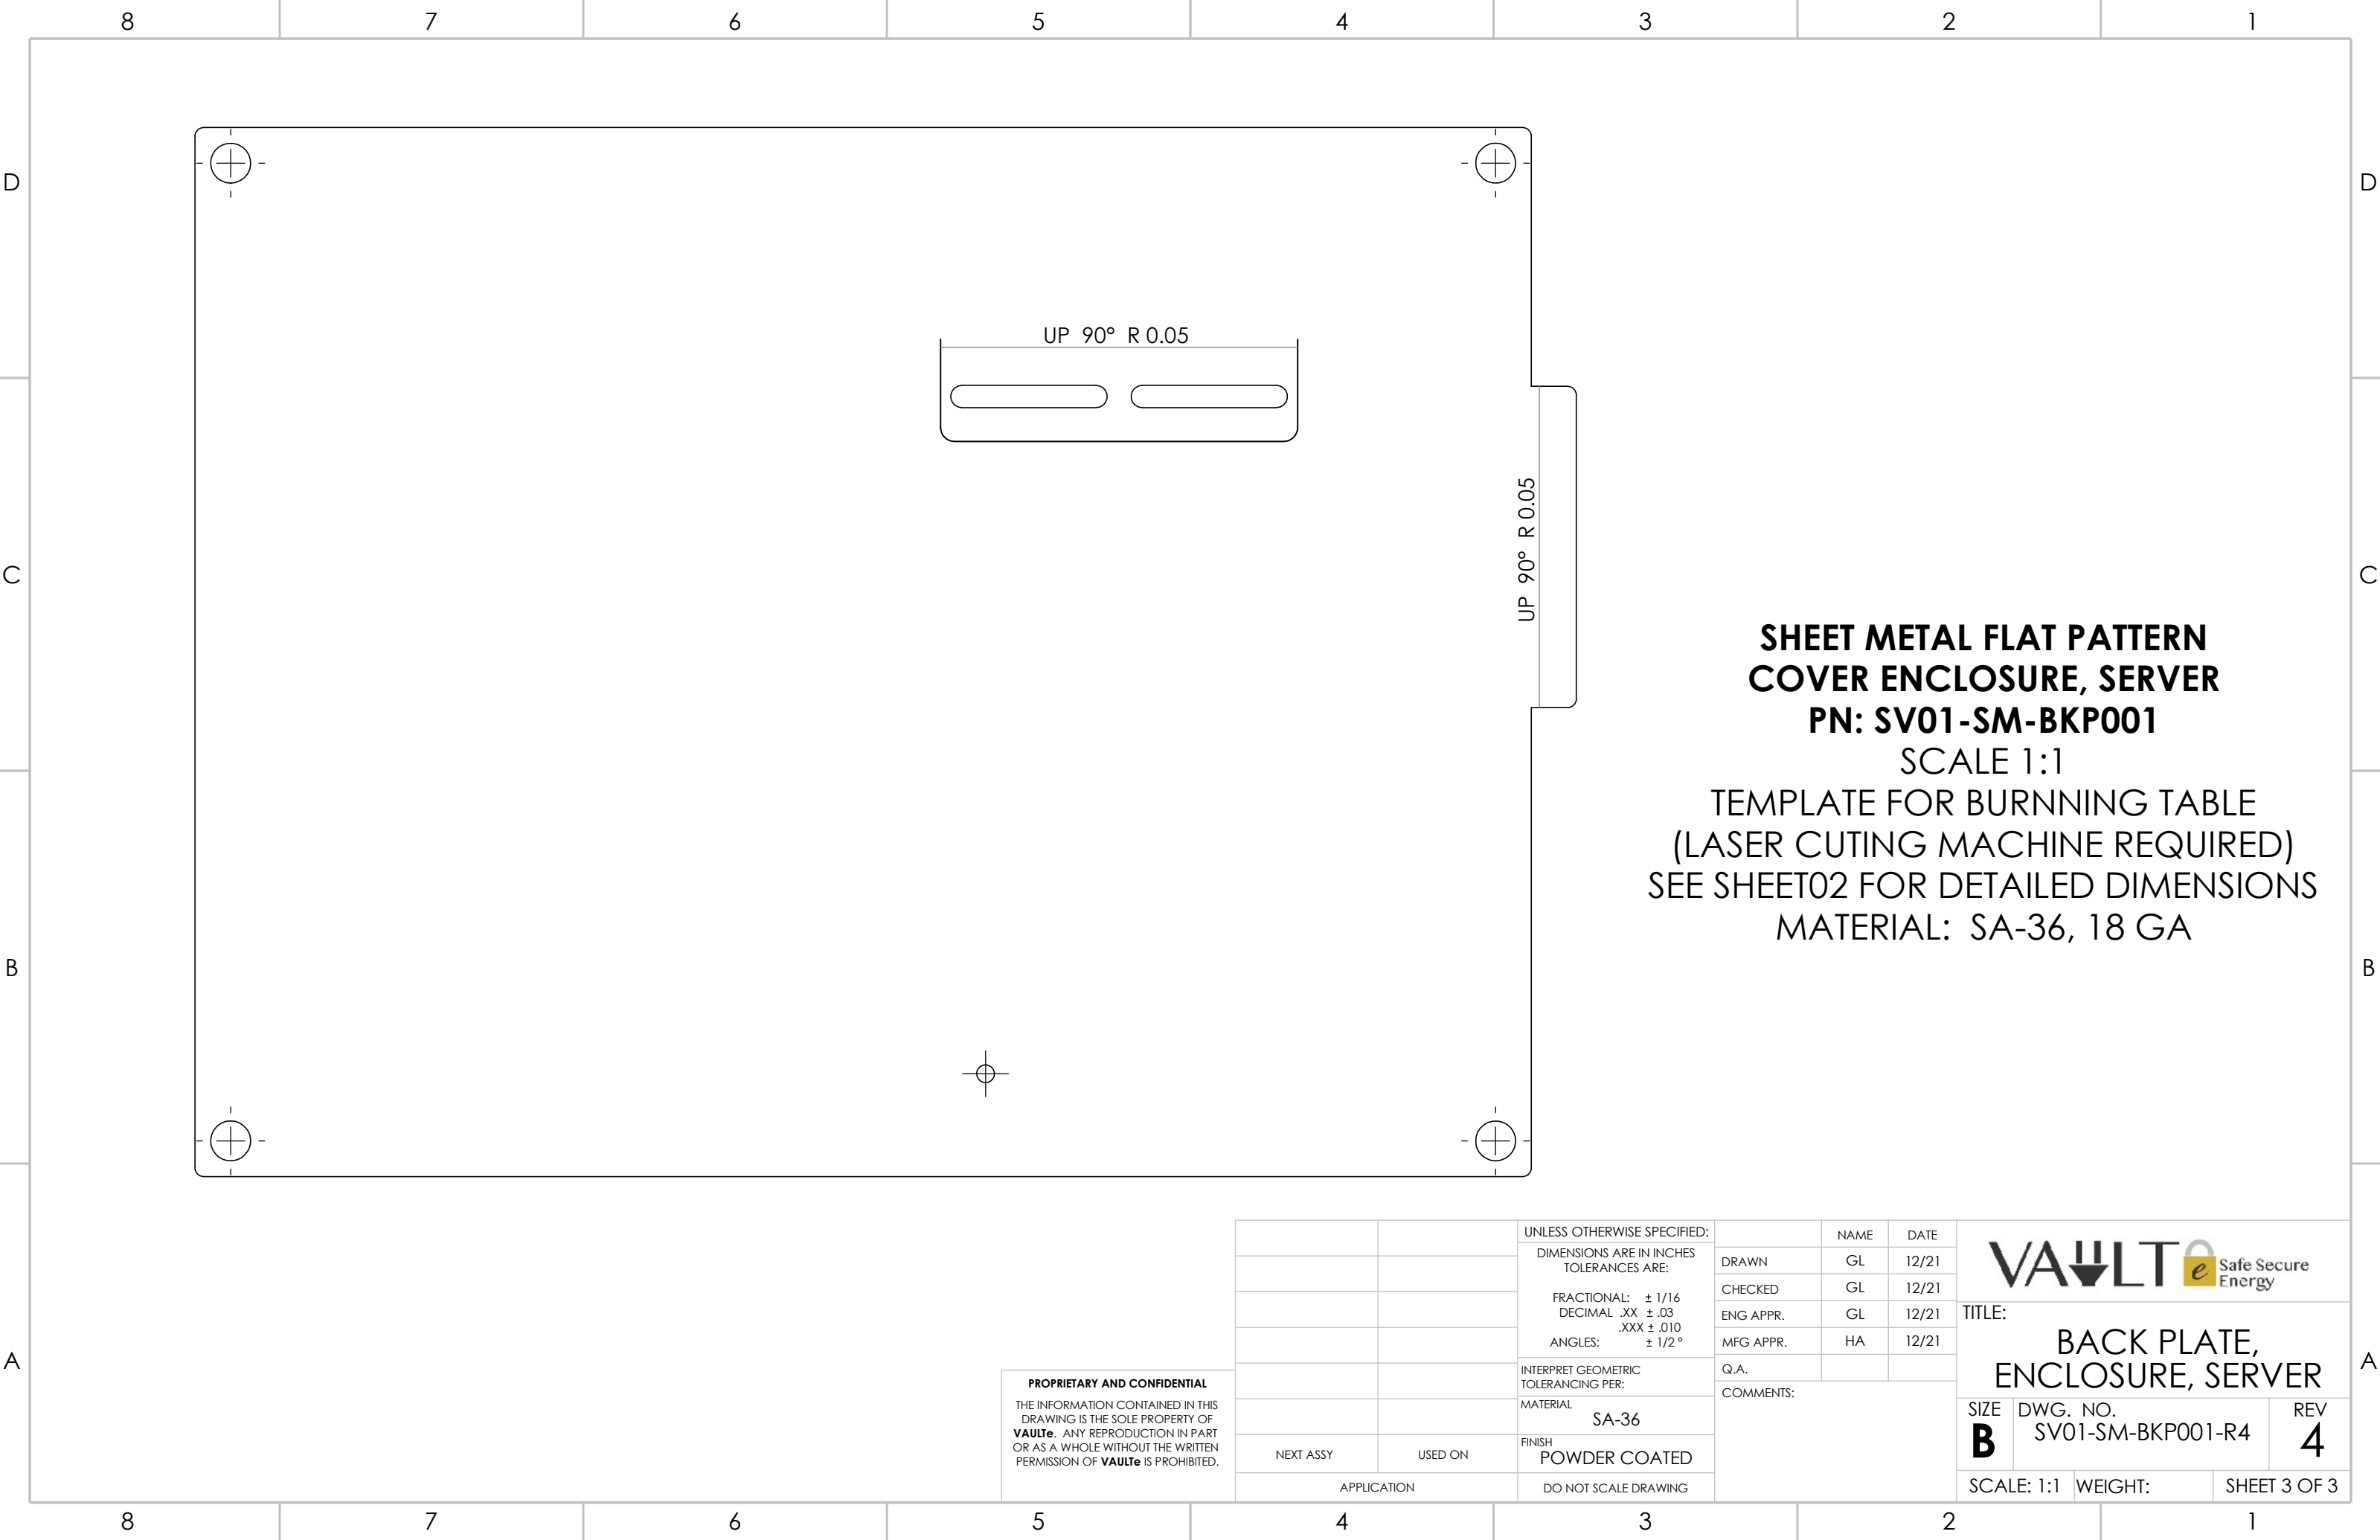 8 7 6 5 4 3 2 1
D D
UP 90° R 0.05
C C
UP 90° R 0.05
SHEET METAL FLAT PATTERN
COVER ENCLOSURE, SERVER
PN: SV01-SM-BKP001
SCALE 1:1
TEMPLATE FOR BURNNING TABLE
(LASER CUTING MACHINE REQUIRED)
SEE SHEET02 FOR DETAILED DIMENSIONS
MATERIAL: SA-36, 18 GA
B B
A A
PROPRIETARY AND CONFIDENTIAL
THE INFORMATION CONTAINED IN THIS
DRAWING IS THE SOLE PROPERTY OF
VAULTe. ANY REPRODUCTION IN PART
OR AS A WHOLE WITHOUT THE WRITTEN
PERMISSION OF VAULTe IS PROHIBITED.
NEXT ASSY USED ON
APPLICATION
UNLESS OTHERWISE SPECIFIED:
DIMENSIONS ARE IN INCHES
TOLERANCES ARE:
FRACTIONAL: ± 1/16
DECIMAL .XX ± .03
.XXX ± .010
ANGLES: ± 1/2 °
INTERPRET GEOMETRIC
TOLERANCING PER:
MATERIAL
SA-36
FINISH
POWDER COATED
DO NOT SCALE DRAWING
NAME DATE
DRAWN GL 12/21
CHECKED GL 12/21
ENG APPR. GL 12/21
MFG APPR. HA 12/21
Q.A.
COMMENTS:
VAULT e Safe Secure
Energy
TITLE:
BACK PLATE,
ENCLOSURE, SERVER
SIZE DWG. NO. REV
B SV01-SM-BKP001-R4 4
SCALE: 1:1 WEIGHT: SHEET 3 OF 3
8 7 6 5 4 3 2 1